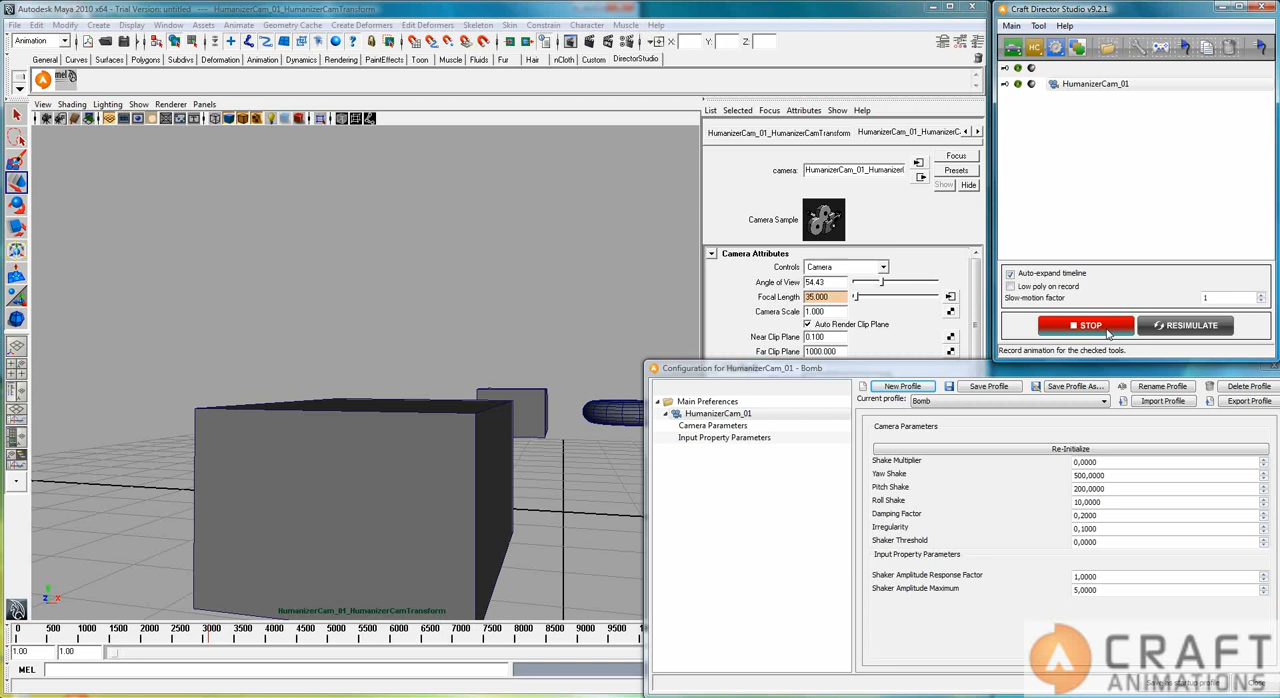 Autodesk Maya 2010 x64 - Trial Version: untitled --- HumanizerCam_01_HumanizerCamTransform
File Edit Modify Create Display Window Assets Animate Geometry Cache Create Deformers Edit Deformers Skeleton Skin Constrain Character Muscle Help
Animation X: Y: Z:
General Curves Surfaces Polygons Subdivs Deformation Animation Dynamics Rendering PaintEffects Toon Muscle Fluids Fur Hair nCloth Custom DirectorStudio
mel
View Shading Lighting Show Renderer Panels
HumanizerCam_01_HumanizerCamTransform
0 500 1000 1500 2000 2500 3000 3500 4000 4500 5000 5500 6000 6500 7000 7500 8000 8500 9000 9500
1.00 1.00
MEL
List Selected Focus Attributes Show Help
HumanizerCam_01_HumanizerCamTransform HumanizerCam_01_HumanizerC...
camera: HumanizerCam_01_Humanizer
Focus
Presets
Show Hide
Camera Sample
Camera Attributes
Controls Camera
Angle of View 54.43
Focal Length 35.000
Camera Scale 1.000
Auto Render Clip Plane
Near Clip Plane 0.100
Far Clip Plane 1000.000
Craft Director Studio v9.2.1
Main Tool Help
HC
HumanizerCam_01
Auto-expand timeline
Low poly on record
Slow-motion factor 1
STOP RESIMULATE
Record animation for the checked tools.
Configuration for HumanizerCam_01 - Bomb
Main Preferences
HumanizerCam_01
Camera Parameters
Input Property Parameters
New Profile Save Profile Save Profile As... Rename Profile Delete Profile
Current profile: Bomb Import Profile Export Profile
Camera Parameters
Re-Initialize
Shake Multiplier 0,0000
Yaw Shake 500,0000
Pitch Shake 200,0000
Roll Shake 10,0000
Damping Factor 0,2000
Irregularity 0,1000
Shaker Threshold 0,0000
Input Property Parameters
Shaker Amplitude Response Factor 1,0000
Shaker Amplitude Maximum 5,0000
Save as startup profile Close
CRAFT
ANIMATIONS